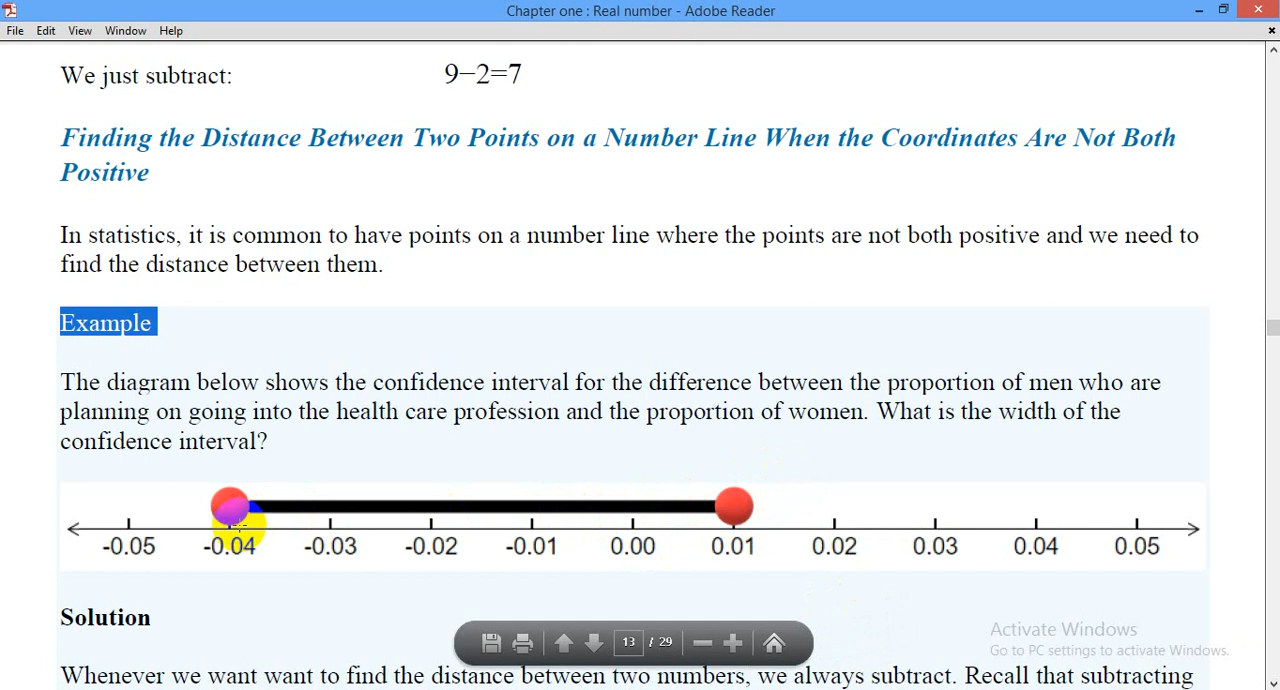 Chapter one : Real number - Adobe Reader
File Edit View Window Help
We just subtract: 9−2=7
Finding the Distance Between Two Points on a Number Line When the Coordinates Are Not Both
Positive
In statistics, it is common to have points on a number line where the points are not both positive and we need to
find the distance between them.
Example
The diagram below shows the confidence interval for the difference between the proportion of men who are
planning on going into the health care profession and the proportion of women. What is the width of the
confidence interval?
-0.05 -0.04 -0.03 -0.02 -0.01 0.00 0.01 0.02 0.03 0.04 0.05
Solution
13 / 29
Activate Windows
Go to PC settings to activate Windows.
Whenever we want want to find the distance between two numbers, we always subtract. Recall that subtracting